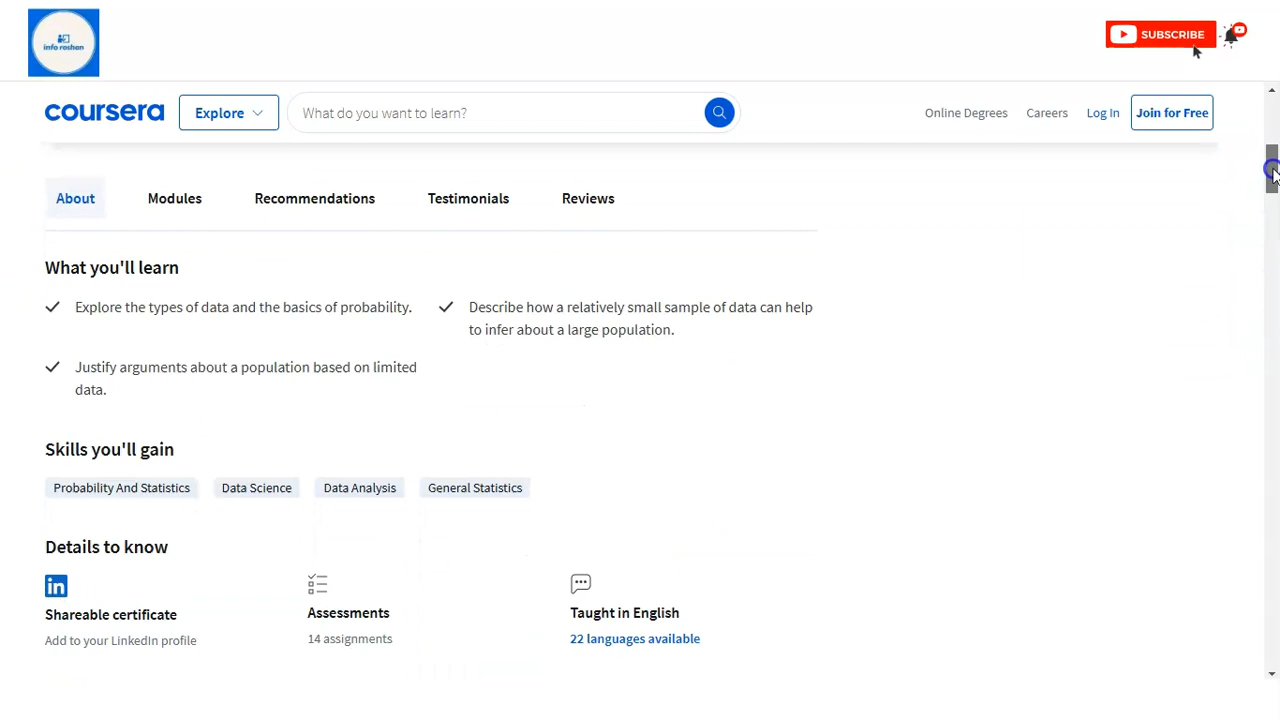 info roshan
SUBSCRIBE
coursera
Explore
What do you want to learn?
Online Degrees
Careers
Log In
Join for Free
About
Modules
Recommendations
Testimonials
Reviews
What you'll learn
Explore the types of data and the basics of probability.
Describe how a relatively small sample of data can help
to infer about a large population.
Justify arguments about a population based on limited
data.
Skills you'll gain
Probability And Statistics
Data Science
Data Analysis
General Statistics
Details to know
in
Shareable certificate
Add to your LinkedIn profile
Assessments
14 assignments
Taught in English
22 languages available